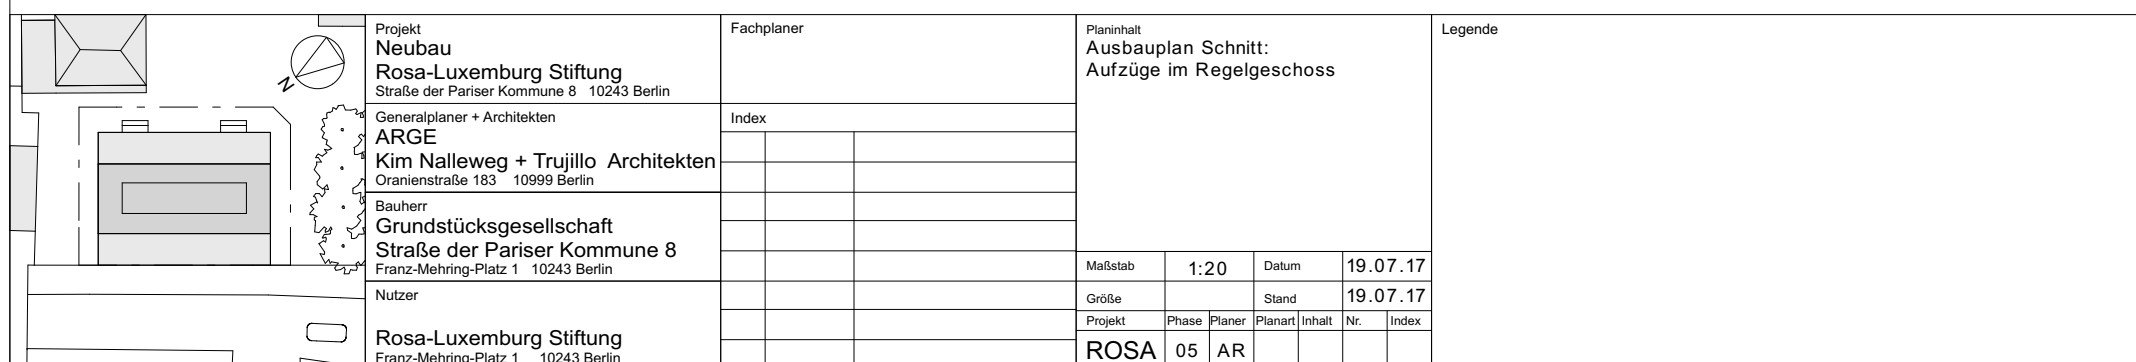 N
Projekt
Neubau
Rosa-Luxemburg Stiftung
Straße der Pariser Kommune 8 10243 Berlin
Generalplaner + Architekten
ARGE
Kim Nalleweg + Trujillo Architekten
Oranienstraße 183 10999 Berlin
Bauherr
Grundstücksgesellschaft
Straße der Pariser Kommune 8
Franz-Mehring-Platz 1 10243 Berlin
Nutzer
Rosa-Luxemburg Stiftung
Franz-Mehring-Platz 1 10243 Berlin
Fachplaner
Index
Planinhalt
Ausbauplan Schnitt:
Aufzüge im Regelgeschoss
Maßstab 1:20 Datum 19.07.17
Größe Stand 19.07.17
Projekt Phase Planer Planart Inhalt Nr. Index
ROSA 05 AR
Legende